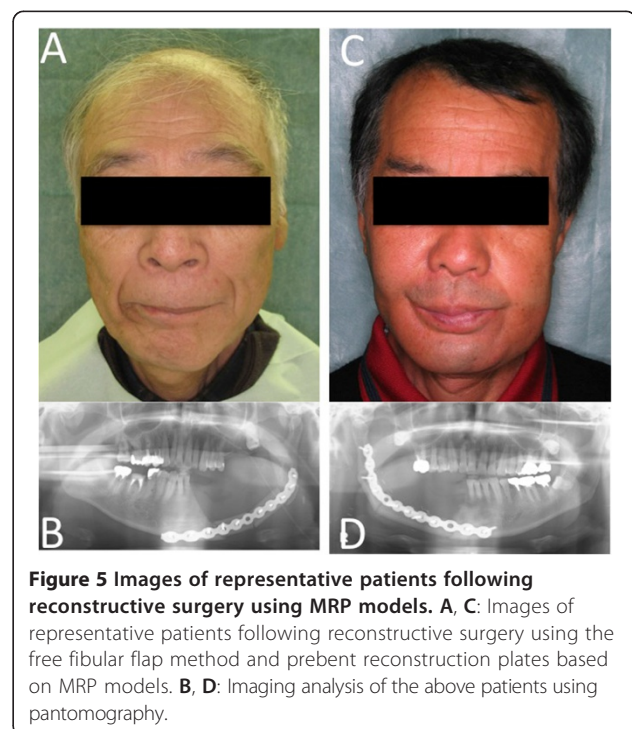 A
C
B
D
Figure 5 Images of representative patients following
reconstructive surgery using MRP models. A, C: Images of
representative patients following reconstructive surgery using the
free fibular flap method and prebent reconstruction plates based
on MRP models. B, D: Imaging analysis of the above patients using
pantomography.